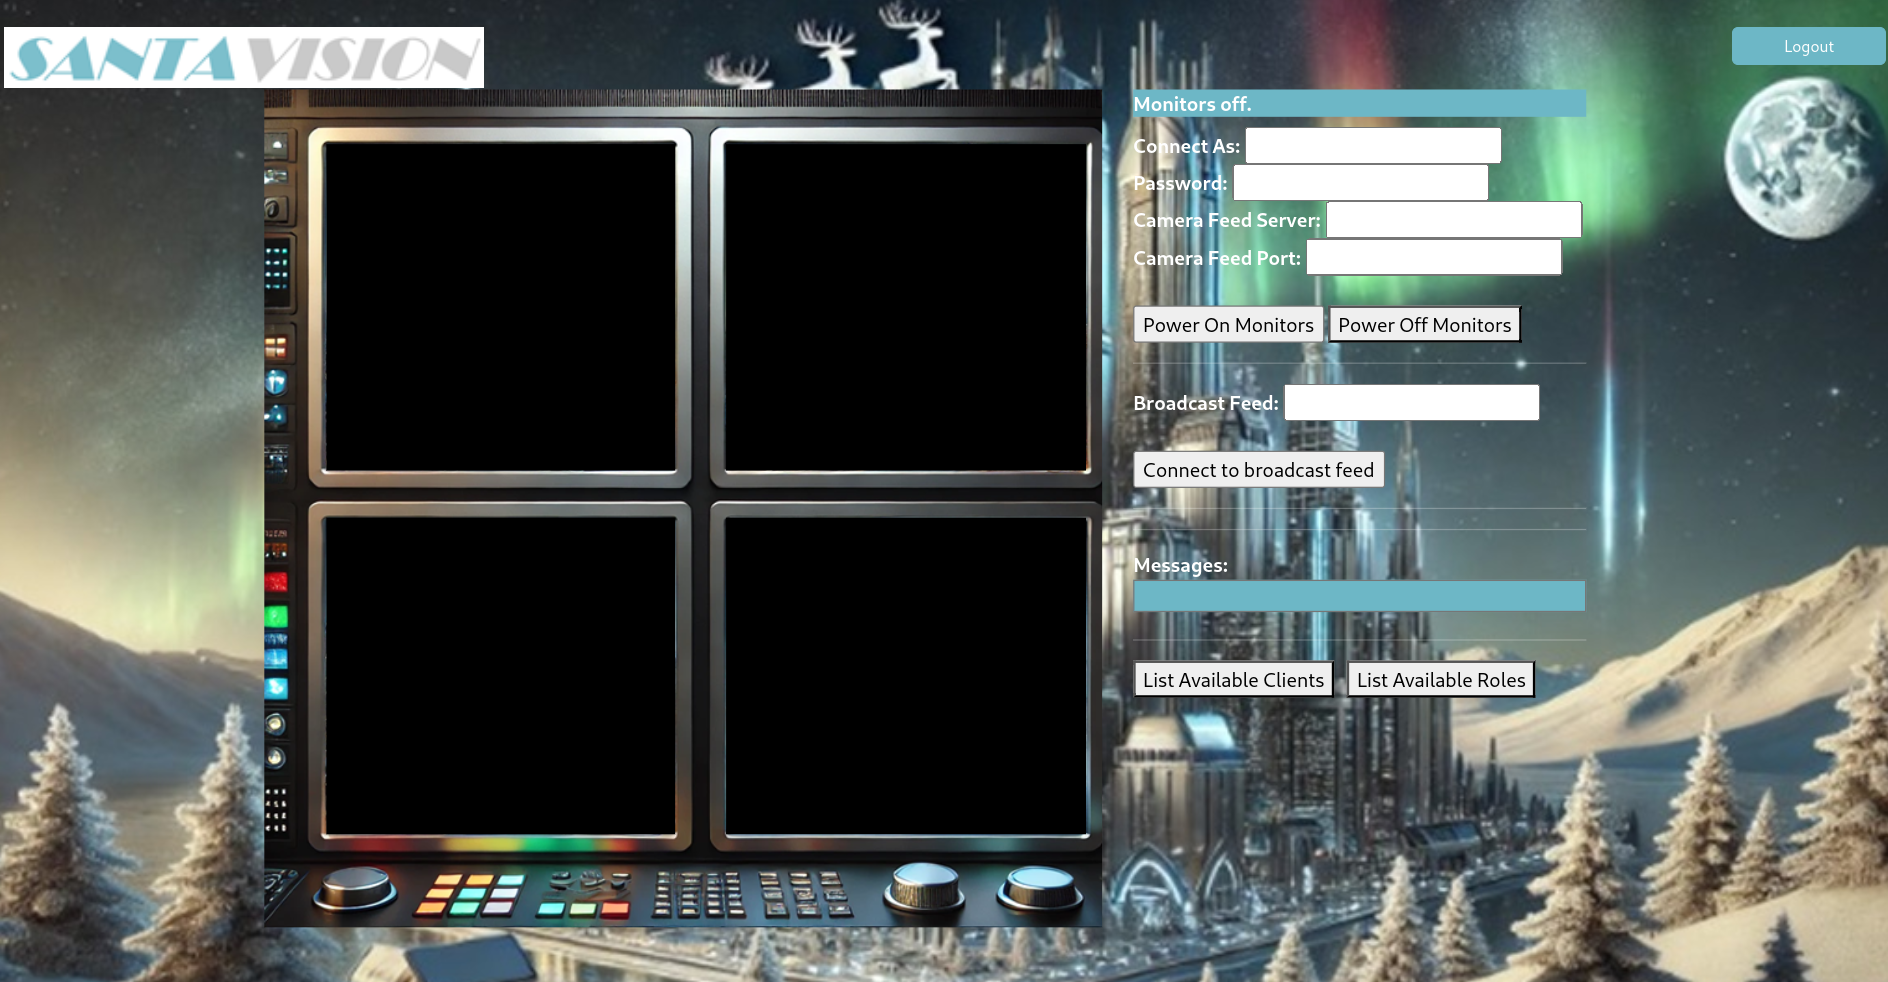 SANTAVISION
Logout
Monitors off.
Connect As:
Password:
Camera Feed Server:
Camera Feed Port:
Power On Monitors Power Off Monitors
Broadcast Feed:
Connect to broadcast feed
Messages:
List Available Clients List Available Roles